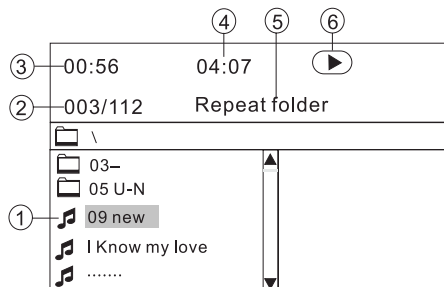 ④ ⑤ ⑥
③ 00:56 04:07
② 003/112 Repeat folder
\
03–
05 U-N
① 09 new
I Know my love
.......